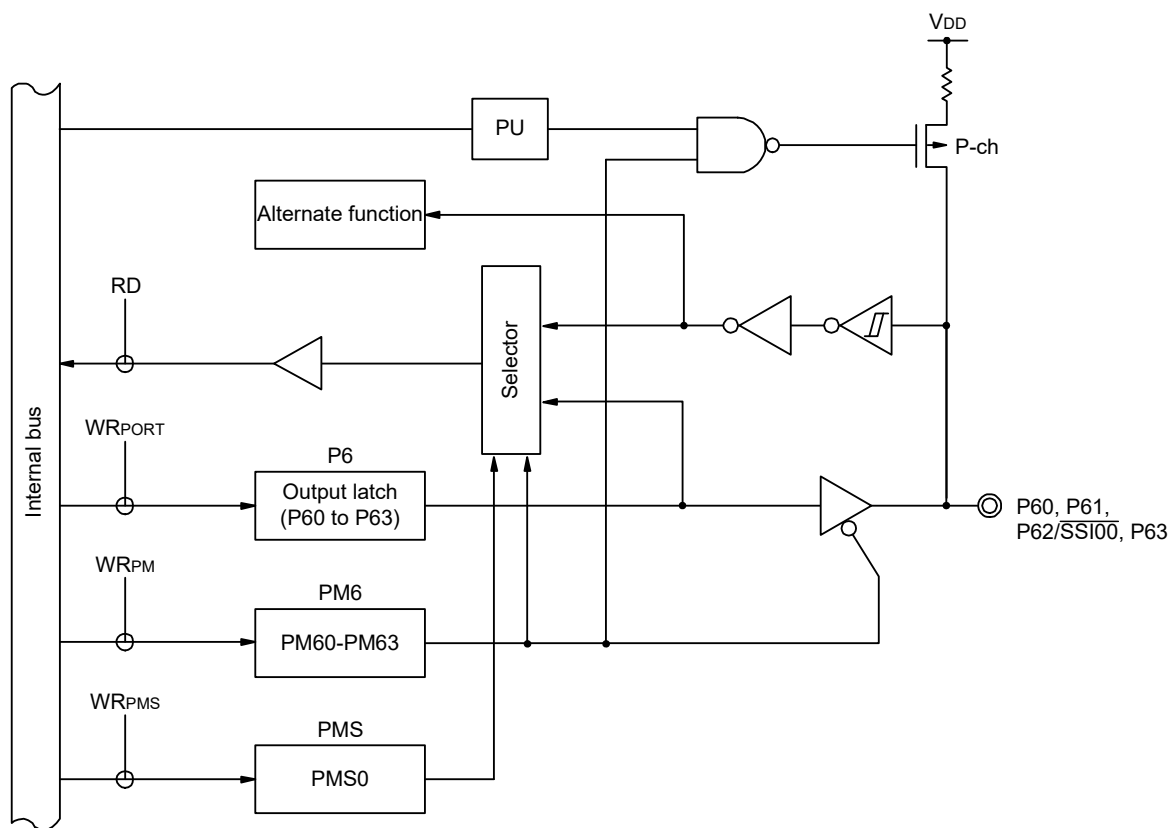 VDD
PU
P-ch
Alternate function
RD
Selector
Internal bus
WRPORT
P6
Output latch
(P60 to P63)
P60, P61,
P62/SSI00, P63
WRPM
PM6
PM60-PM63
WRPMS
PMS
PMS0